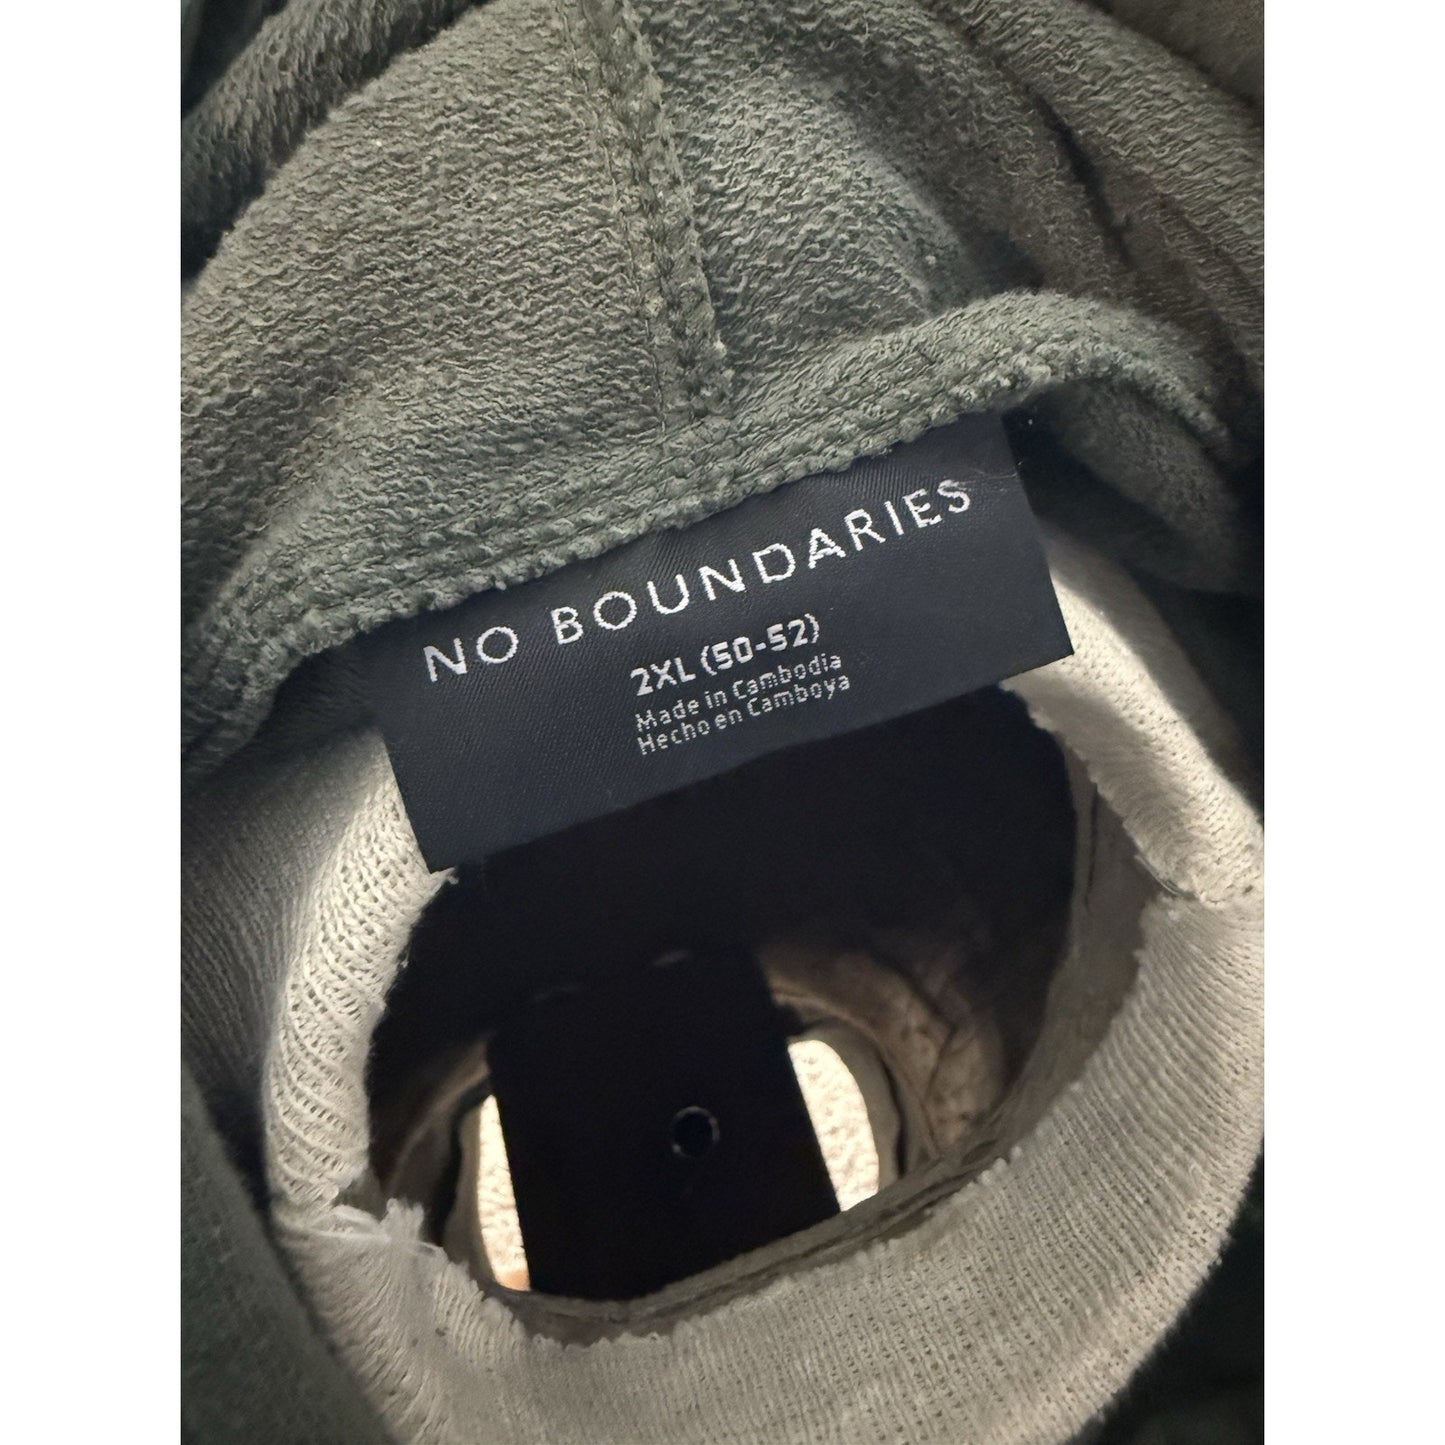 NO BOUNDARIES
2XL (50-52)
Made in Cambodia
Hecho en Camboya